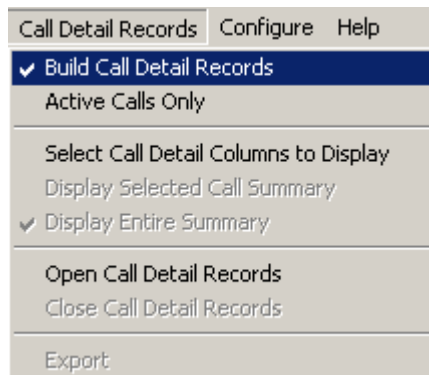 Call Detail Records Configure Help
Build Call Detail Records
Active Calls Only
Select Call Detail Columns to Display
Display Selected Call Summary
Display Entire Summary
Open Call Detail Records
Close Call Detail Records
Export